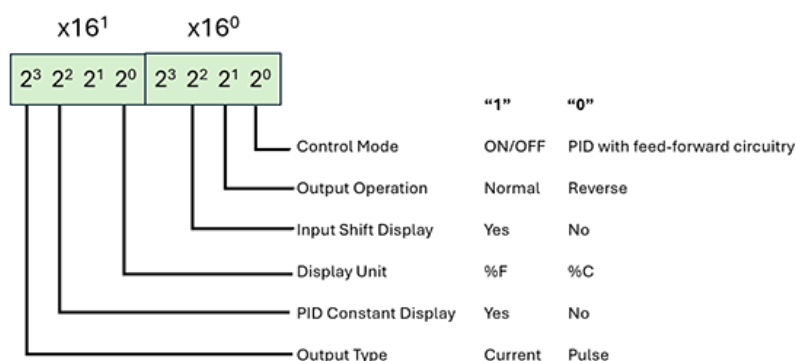 x16¹ x16⁰
2³ 2² 2¹ 2⁰ 2³ 2² 2¹ 2⁰
“1” “0”
Control Mode ON/OFF PID with feed-forward circuitry
Output Operation Normal Reverse
Input Shift Display Yes No
Display Unit %F %C
PID Constant Display Yes No
Output Type Current Pulse